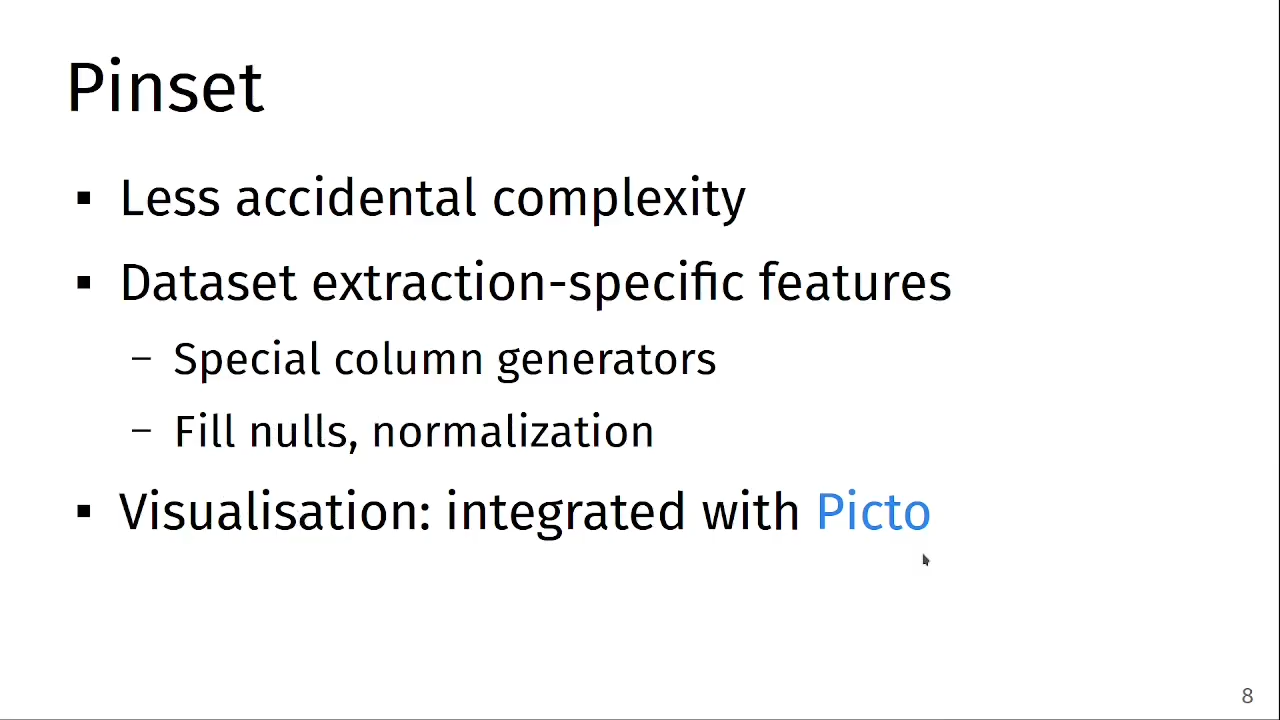 Pinset
▪ Less accidental complexity
▪ Dataset extraction-specific features
– Special column generators
– Fill nulls, normalization
▪ Visualisation: integrated with Picto
8